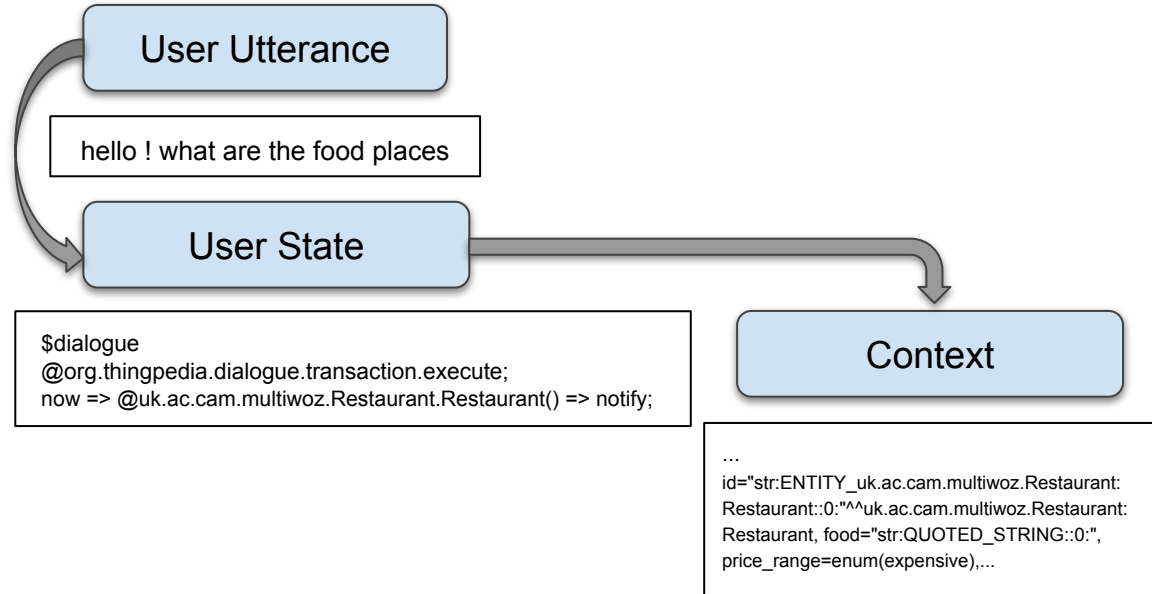 User Utterance
hello ! what are the food places
User State
$dialogue
@org.thingpedia.dialogue.transaction.execute;
now => @uk.ac.cam.multiwoz.Restaurant.Restaurant() => notify;
Context
...
id="str:ENTITY_uk.ac.cam.multiwoz.Restaurant:
Restaurant::0:"^^uk.ac.cam.multiwoz.Restaurant:
Restaurant, food="str:QUOTED_STRING::0:",
price_range=enum(expensive),...